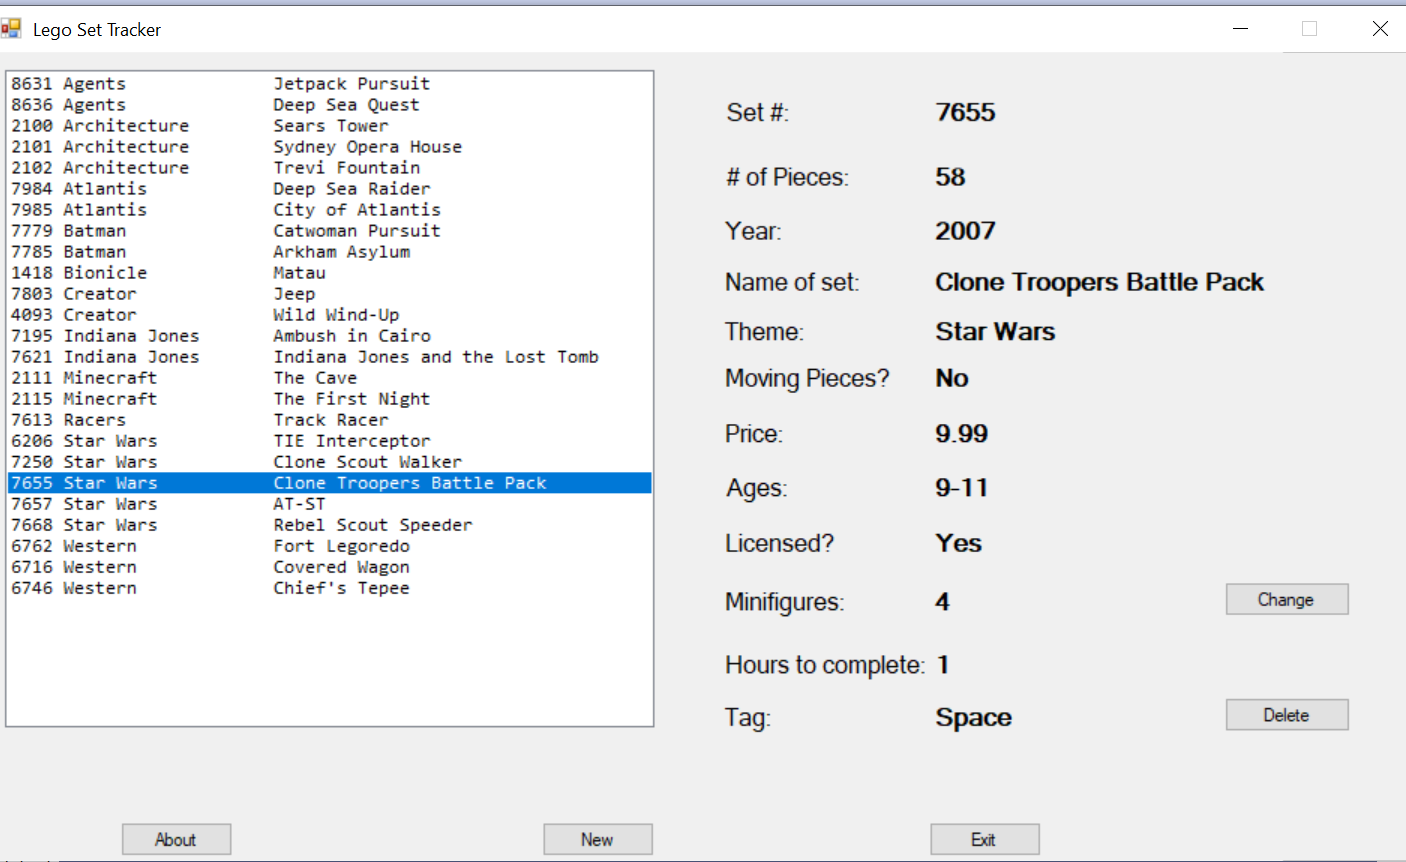 Lego Set Tracker
8631 Agents Jetpack Pursuit
8636 Agents Deep Sea Quest
2100 Architecture Sears Tower
2101 Architecture Sydney Opera House
2102 Architecture Trevi Fountain
7984 Atlantis Deep Sea Raider
7985 Atlantis City of Atlantis
7779 Batman Catwoman Pursuit
7785 Batman Arkham Asylum
1418 Bionicle Matau
7803 Creator Jeep
4093 Creator Wild Wind-Up
7195 Indiana Jones Ambush in Cairo
7621 Indiana Jones Indiana Jones and the Lost Tomb
2111 Minecraft The Cave
2115 Minecraft The First Night
7613 Racers Track Racer
6206 Star Wars TIE Interceptor
7250 Star Wars Clone Scout Walker
7655 Star Wars Clone Troopers Battle Pack
7657 Star Wars AT-ST
7668 Star Wars Rebel Scout Speeder
6762 Western Fort Legoredo
6716 Western Covered Wagon
6746 Western Chief's Tepee
Set #: 7655
# of Pieces: 58
Year: 2007
Name of set: Clone Troopers Battle Pack
Theme: Star Wars
Moving Pieces? No
Price: 9.99
Ages: 9-11
Licensed? Yes
Minifigures: 4
Change
Hours to complete: 1
Tag: Space
Delete
About
New
Exit